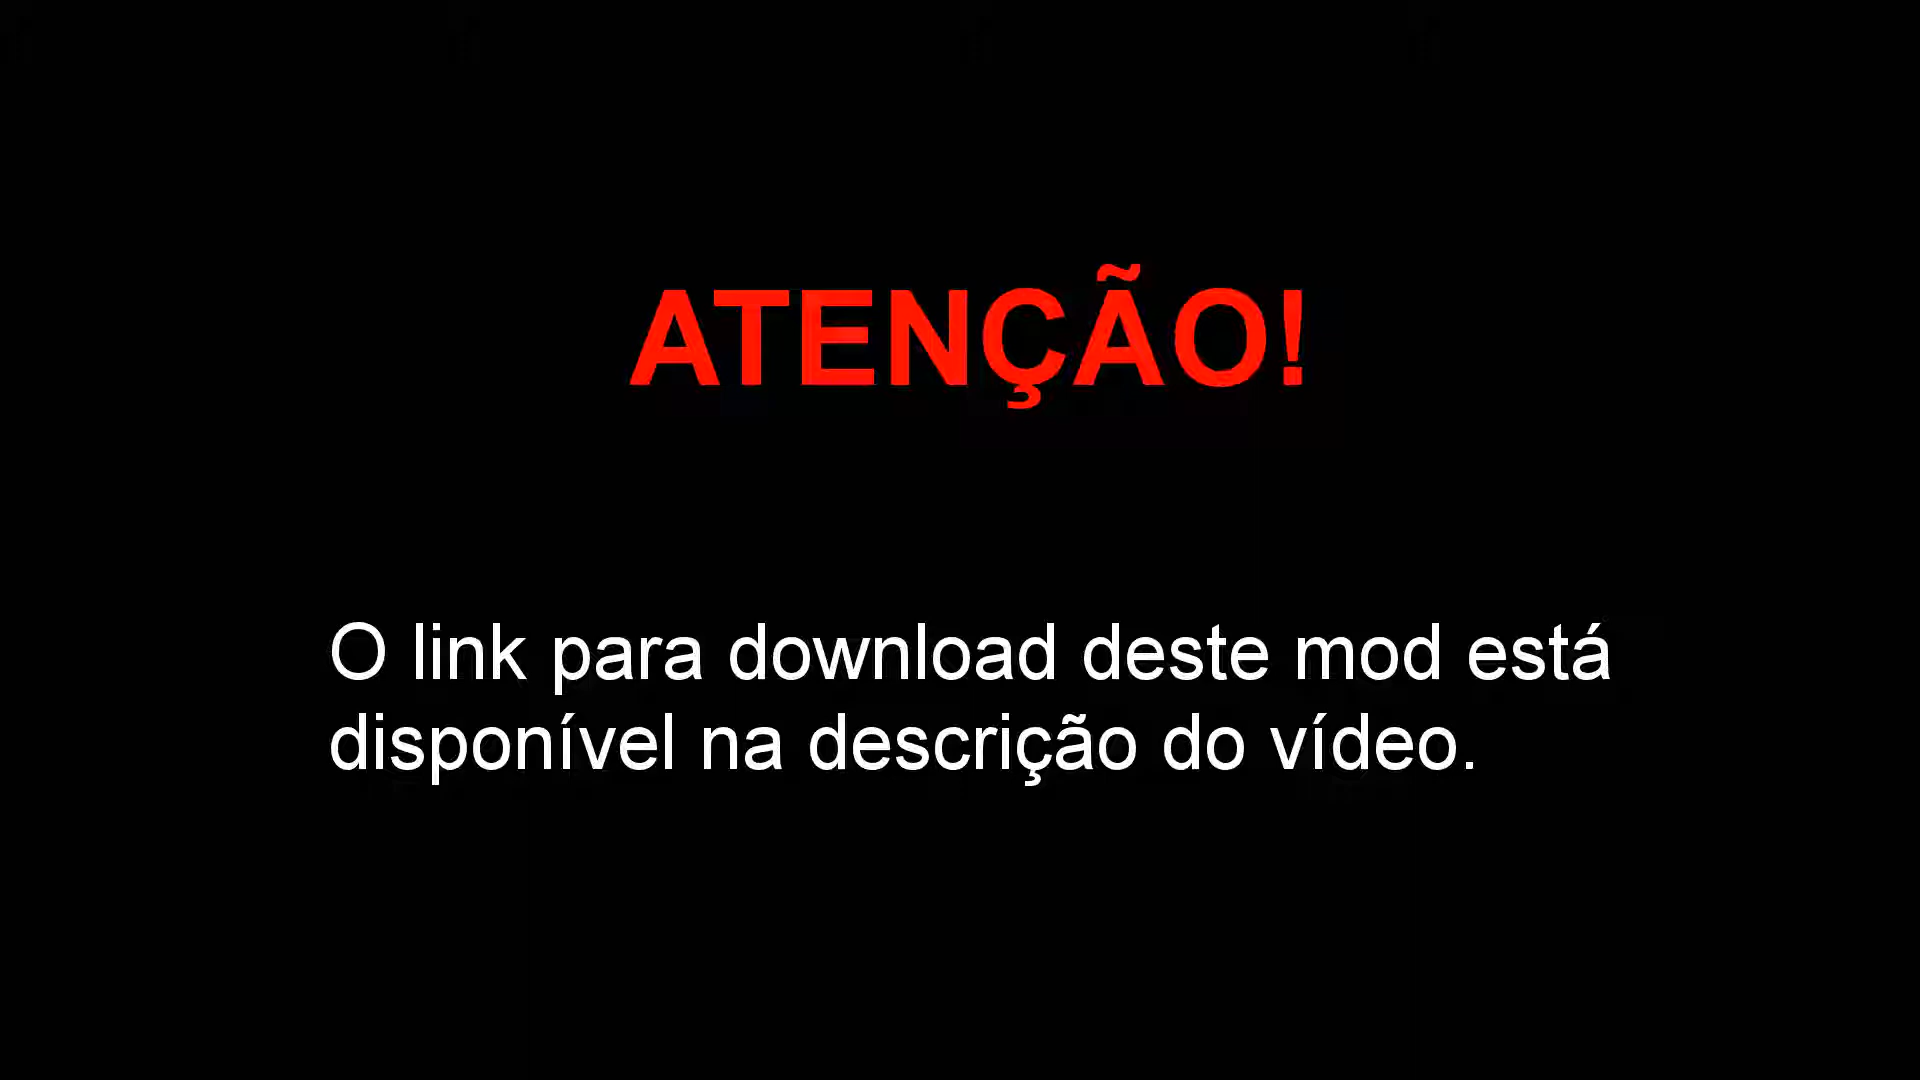 ATENÇÃO!
O link para download deste mod está
disponível na descrição do vídeo.